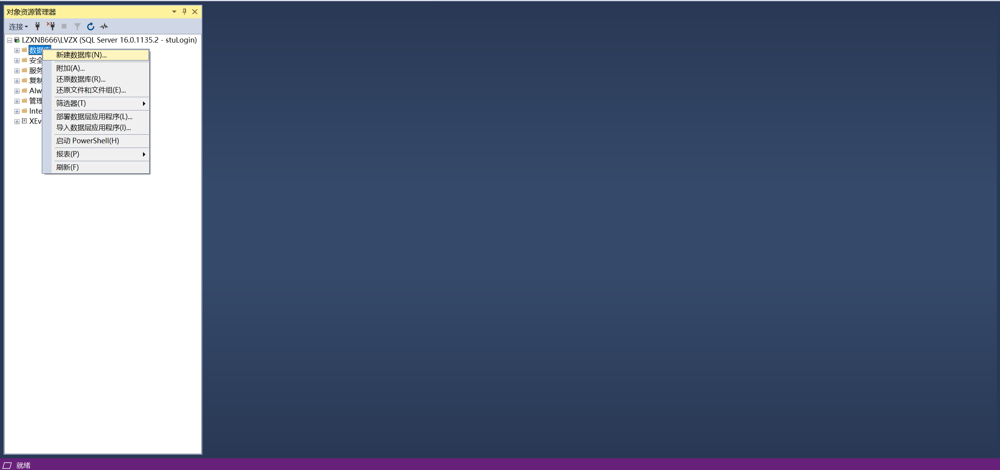 对象资源管理器
连接
LZXNB666\LVZX (SQL Server 16.0.1135.2 - stuLogin)
数据库
安全
服务
复制
Alw
管理
Inte
XEv
新建数据库(N)...
附加(A)...
还原数据库(R)...
还原文件和文件组(E)...
筛选器(T)
部署数据层应用程序(L)...
导入数据层应用程序(I)...
启动 PowerShell(H)
报表(P)
刷新(F)
就绪